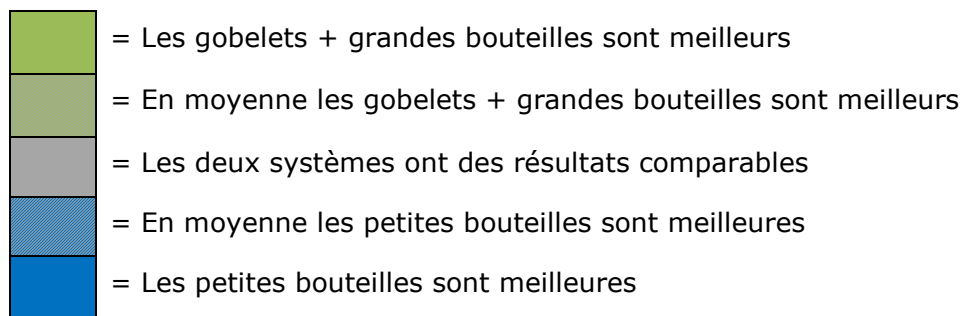 = Les gobelets + grandes bouteilles sont meilleurs
= En moyenne les gobelets + grandes bouteilles sont meilleurs
= Les deux systèmes ont des résultats comparables
= En moyenne les petites bouteilles sont meilleures
= Les petites bouteilles sont meilleures